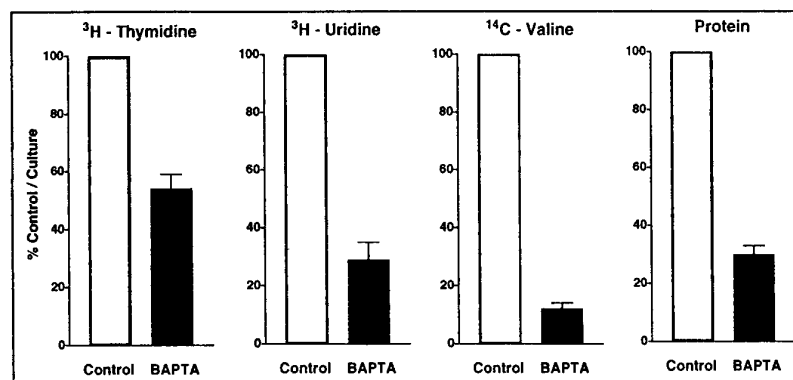 ³H - Thymidine
³H - Uridine
¹⁴C - Valine
Protein
% Control / Culture
100
80
60
40
20
0
100
80
60
40
20
0
100
80
60
40
20
0
100
80
60
40
20
0
Control BAPTA
Control BAPTA
Control BAPTA
Control BAPTA